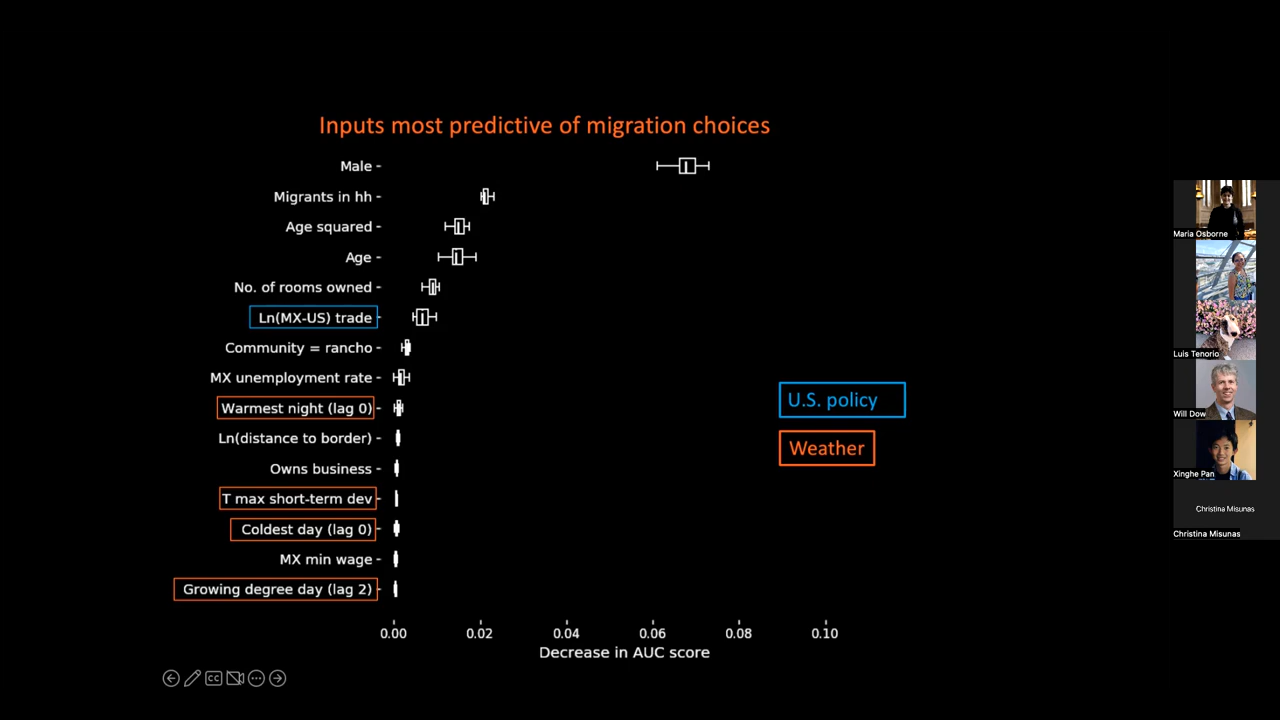 Inputs most predictive of migration choices
Male
Migrants in hh
Age squared
Age
No. of rooms owned
Ln(MX-US) trade
Community = rancho
MX unemployment rate
Warmest night (lag 0)
Ln(distance to border)
Owns business
T max short-term dev
Coldest day (lag 0)
MX min wage
Growing degree day (lag 2)
0.00 0.02 0.04 0.06 0.08 0.10
Decrease in AUC score
U.S. policy
Weather
CC
Maria Osborne
Luis Tenorio
Will Dow
Xinghe Pan
Christina Misunas
Christina Misunas